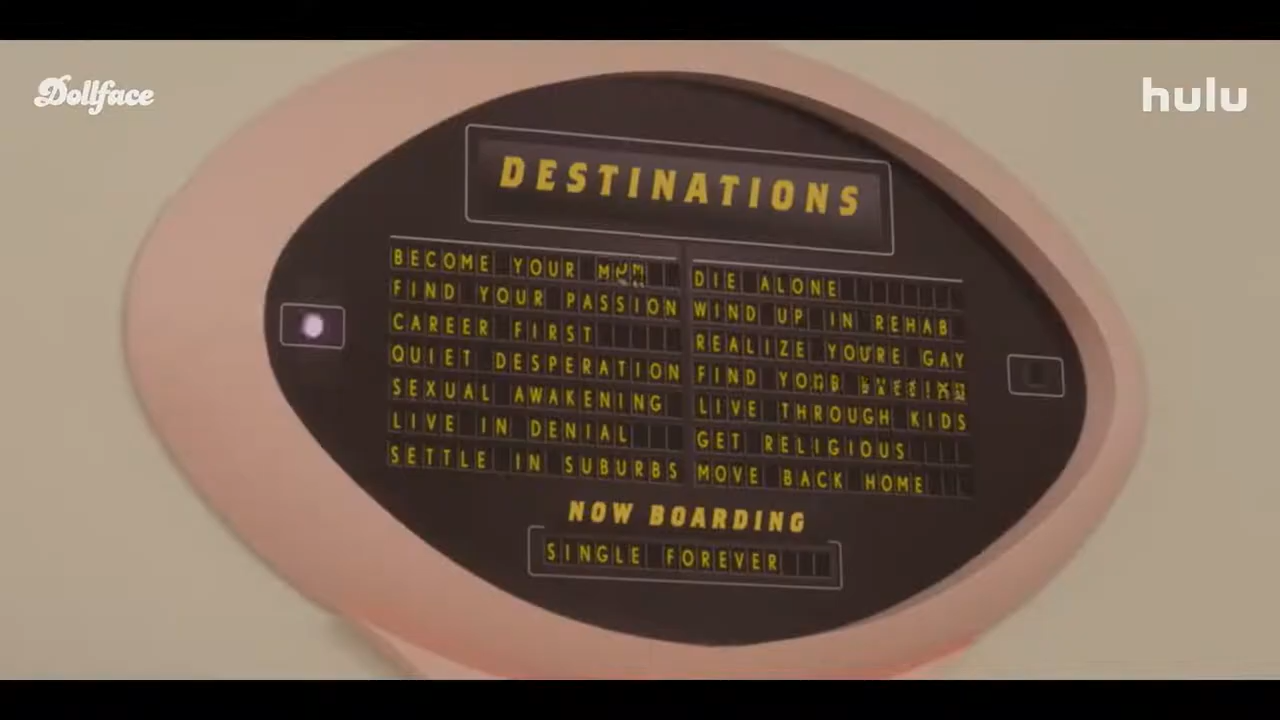 Dollface
hulu
DESTINATIONS
BECOME YOUR
FIND YOUR PASSION
CAREER FIRST
QUIET DESPERATION
SEXUAL AWAKENING
LIVE IN DENIAL
SETTLE IN SUBURBS
DIE ALONE
WIND UP IN REHAB
REALIZE YOU'RE GAY
FIND
LIVE THROUGH KIDS
GET RELIGIOUS
MOVE BACK HOME
NOW BOARDING
SINGLE FOREVER